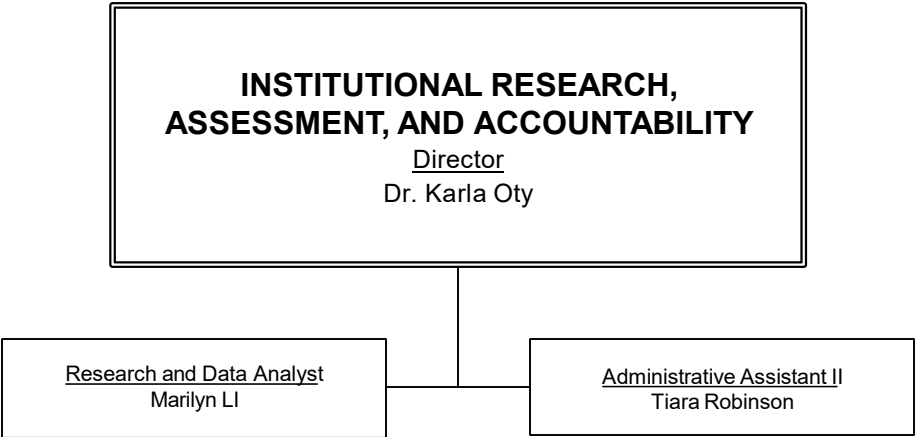 INSTITUTIONAL RESEARCH,
ASSESSMENT, AND ACCOUNTABILITY
Director
Dr. Karla Oty
Research and Data Analyst
Marilyn LI
Administrative Assistant II
Tiara Robinson